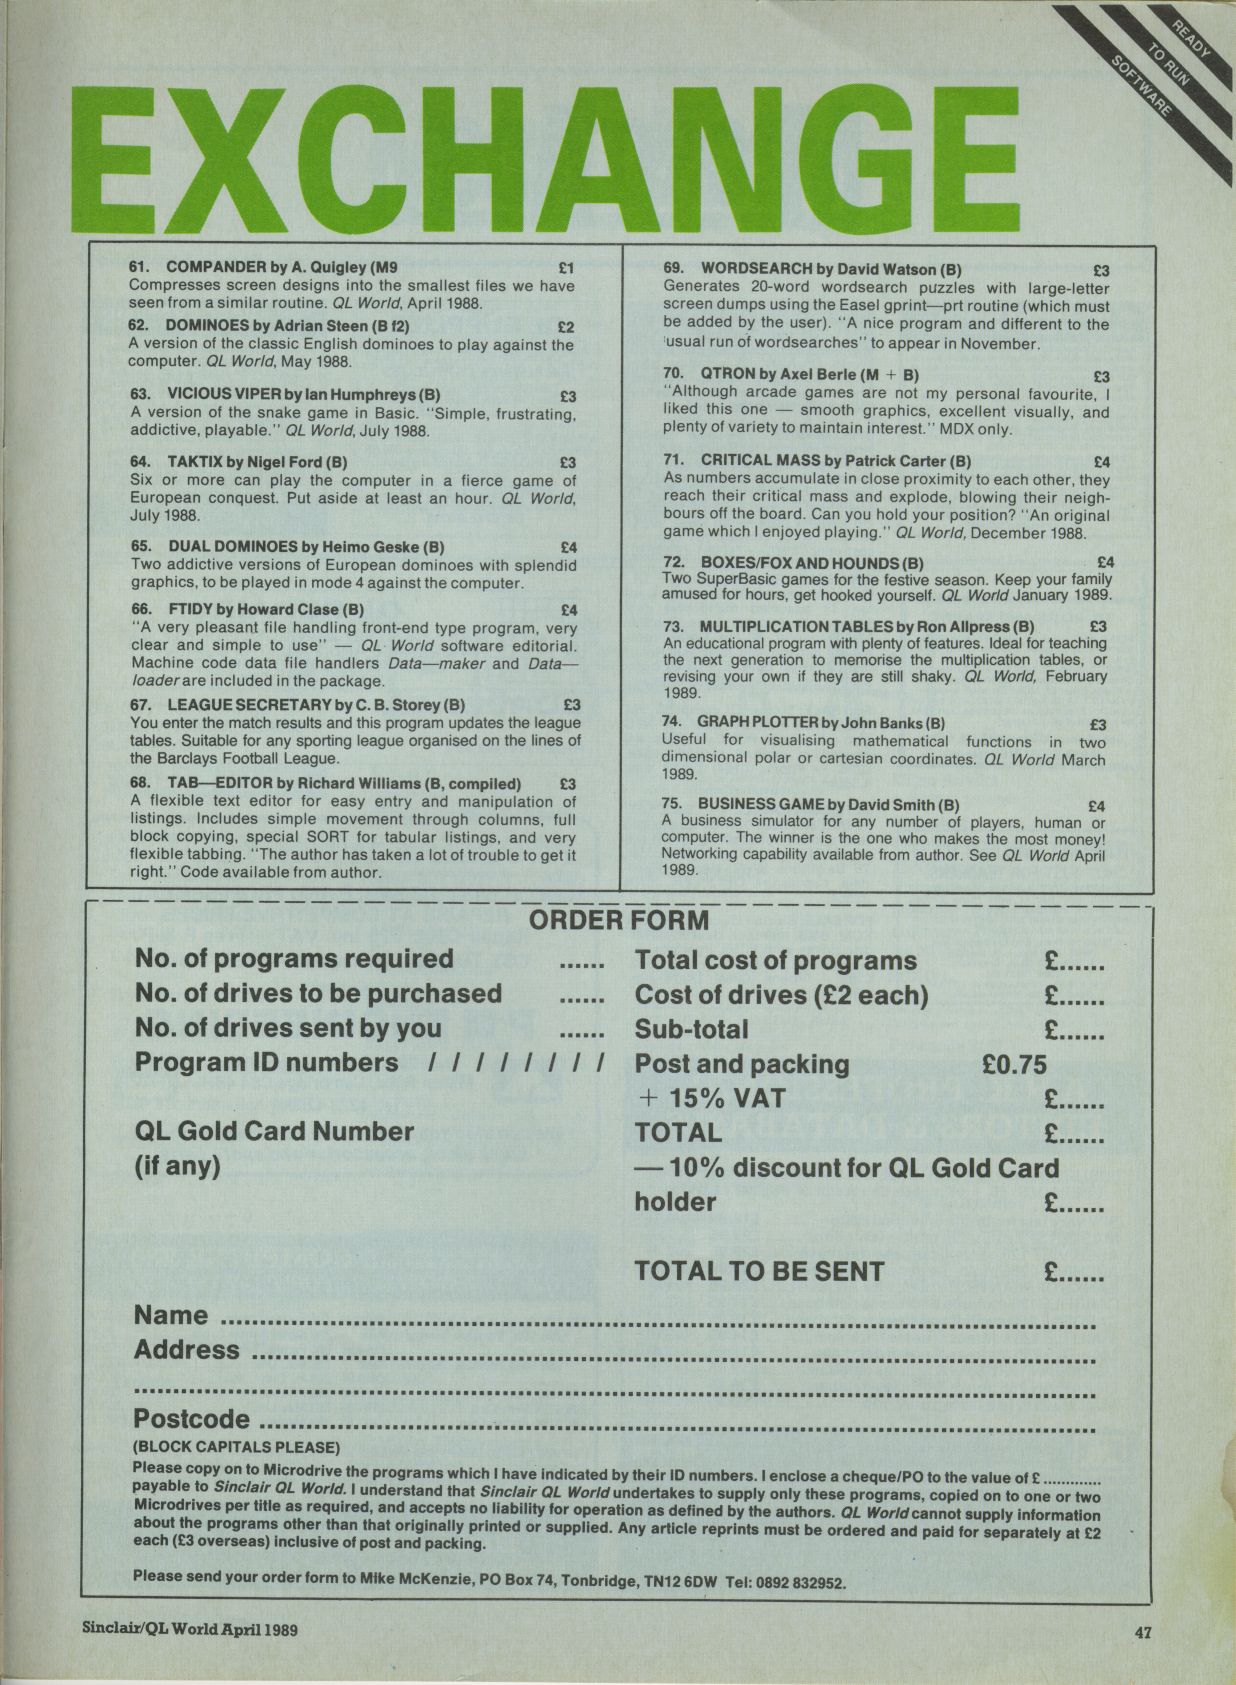 READY
TO RUN
SOFTWARE
EXCHANGE
61. COMPANDER by A. Quigley (M9 £1
Compresses screen designs into the smallest files we have
seen from a similar routine. QL World, April 1988.
62. DOMINOES by Adrian Steen (B f2) £2
A version of the classic English dominoes to play against the
computer. QL World, May 1988.
63. VICIOUS VIPER by Ian Humphreys (B) £3
A version of the snake game in Basic. "Simple, frustrating,
addictive, playable." QL World, July 1988.
64. TAKTIX by Nigel Ford (B) £3
Six or more can play the computer in a fierce game of
European conquest. Put aside at least an hour. QL World,
July 1988.
65. DUAL DOMINOES by Heimo Geske (B) £4
Two addictive versions of European dominoes with splendid
graphics, to be played in mode 4 against the computer.
66. FTIDY by Howard Clase (B) £4
"A very pleasant file handling front-end type program, very
clear and simple to use" — QL World software editorial.
Machine code data file handlers Data—maker and Data—
loader are included in the package.
67. LEAGUE SECRETARY by C. B. Storey (B) £3
You enter the match results and this program updates the league
tables. Suitable for any sporting league organised on the lines of
the Barclays Football League.
68. TAB—EDITOR by Richard Williams (B, compiled) £3
A flexible text editor for easy entry and manipulation of
listings. Includes simple movement through columns, full
block copying, special SORT for tabular listings, and very
flexible tabbing. "The author has taken a lot of trouble to get it
right." Code available from author.
69. WORDSEARCH by David Watson (B) £3
Generates 20-word wordsearch puzzles with large-letter
screen dumps using the Easel gprint—prt routine (which must
be added by the user). "A nice program and different to the
usual run of wordsearches" to appear in November.
70. QTRON by Axel Berle (M + B) £3
"Although arcade games are not my personal favourite, I
liked this one — smooth graphics, excellent visually, and
plenty of variety to maintain interest." MDX only.
71. CRITICAL MASS by Patrick Carter (B) £4
As numbers accumulate in close proximity to each other, they
reach their critical mass and explode, blowing their neigh-
bours off the board. Can you hold your position? "An original
game which I enjoyed playing." QL World, December 1988.
72. BOXES/FOX AND HOUNDS (B) £4
Two SuperBasic games for the festive season. Keep your family
amused for hours, get hooked yourself. QL World January 1989.
73. MULTIPLICATION TABLES by Ron Allpress (B) £3
An educational program with plenty of features. Ideal for teaching
the next generation to memorise the multiplication tables, or
revising your own if they are still shaky. QL World, February
1989.
74. GRAPH PLOTTER by John Banks (B) £3
Useful for visualising mathematical functions in two
dimensional polar or cartesian coordinates. QL World March
1989.
75. BUSINESS GAME by David Smith (B) £4
A business simulator for any number of players, human or
computer. The winner is the one who makes the most money!
Networking capability available from author. See QL World April
1989.
ORDER FORM
No. of programs required ......
No. of drives to be purchased ......
No. of drives sent by you ......
Program ID numbers / / / / / / / /
QL Gold Card Number
(if any)
Total cost of programs £......
Cost of drives (£2 each) £......
Sub-total £......
Post and packing £0.75
+ 15% VAT £......
TOTAL £......
— 10% discount for QL Gold Card
holder £......
TOTAL TO BE SENT £......
Name ..........
Address ..........
..........
Postcode ..........
(BLOCK CAPITALS PLEASE)
Please copy on to Microdrive the programs which I have indicated by their ID numbers. I enclose a cheque/PO to the value of £ .............
payable to Sinclair QL World. I understand that Sinclair QL World undertakes to supply only these programs, copied on to one or two
Microdrives per title as required, and accepts no liability for operation as defined by the authors. QL World cannot supply information
about the programs other than that originally printed or supplied. Any article reprints must be ordered and paid for separately at £2
each (£3 overseas) inclusive of post and packing.
Please send your order form to Mike McKenzie, PO Box 74, Tonbridge, TN12 6DW Tel: 0892 832952.
Sinclair/QL World April 1989
47